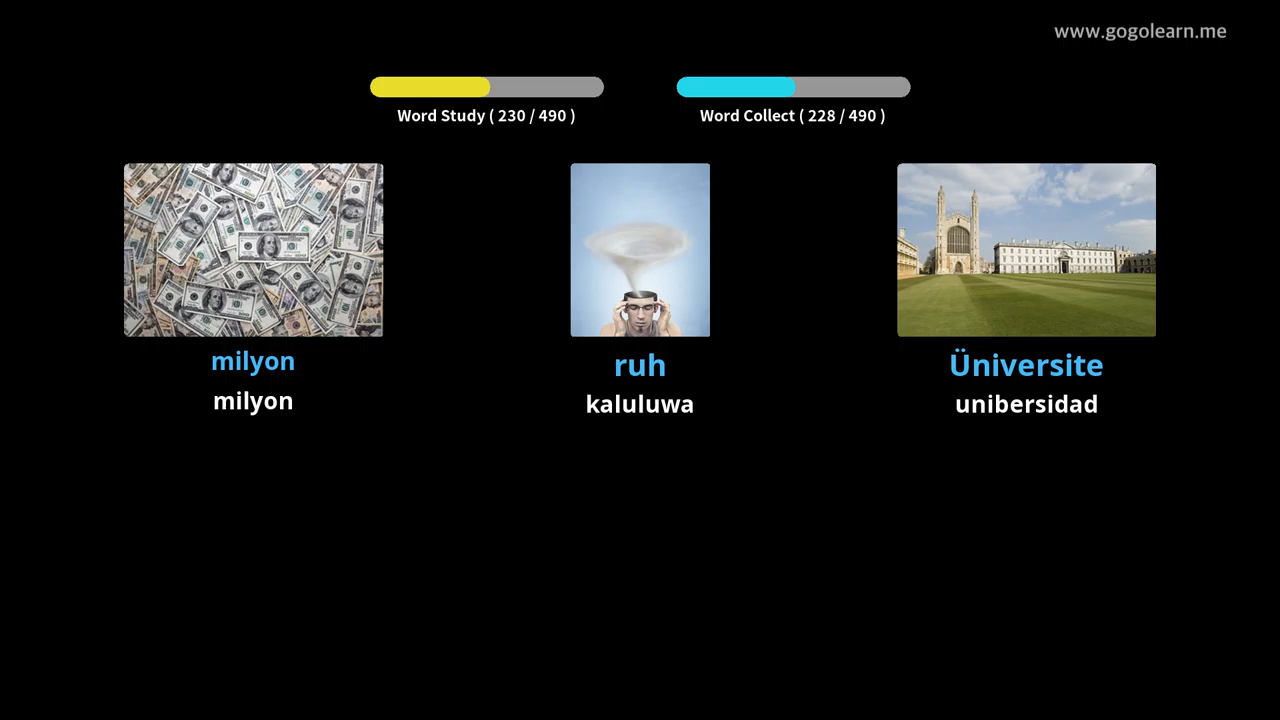 www.gogolearn.me
Word Study ( 230 / 490 )
Word Collect ( 228 / 490 )
milyon
milyon
ruh
kaluluwa
Üniversite
unibersidad